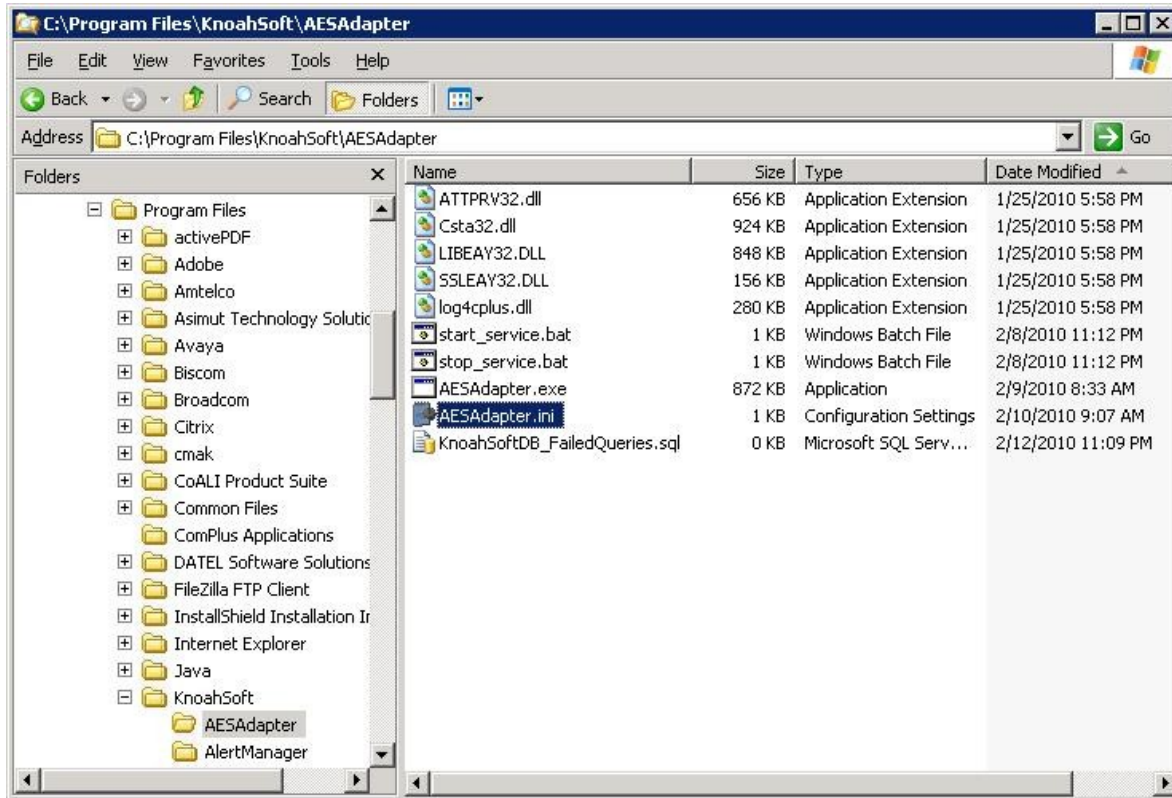 C:\Program Files\KnoahSoft\AESAdapter
File Edit View Favorites Tools Help
Back Search Folders
Address C:\Program Files\KnoahSoft\AESAdapter Go
Folders
Program Files
activePDF
Adobe
Amtelco
Asimut Technology Solutic
Avaya
Biscom
Broadcom
Citrix
cmak
CoALI Product Suite
Common Files
ComPlus Applications
DATEL Software Solutions
FileZilla FTP Client
InstallShield Installation Ir
Internet Explorer
Java
KnoahSoft
AESAdapter
AlertManager
Name Size Type Date Modified
ATTPRV32.dll 656 KB Application Extension 1/25/2010 5:58 PM
Csta32.dll 924 KB Application Extension 1/25/2010 5:58 PM
LIBEAY32.DLL 848 KB Application Extension 1/25/2010 5:58 PM
SSLEAY32.DLL 156 KB Application Extension 1/25/2010 5:58 PM
log4cplus.dll 280 KB Application Extension 1/25/2010 5:58 PM
start_service.bat 1 KB Windows Batch File 2/8/2010 11:12 PM
stop_service.bat 1 KB Windows Batch File 2/8/2010 11:12 PM
AESAdapter.exe 872 KB Application 2/9/2010 8:33 AM
AESAdapter.ini 1 KB Configuration Settings 2/10/2010 9:07 AM
KnoahSoftDB_FailedQueries.sql 0 KB Microsoft SQL Serv... 2/12/2010 11:09 PM